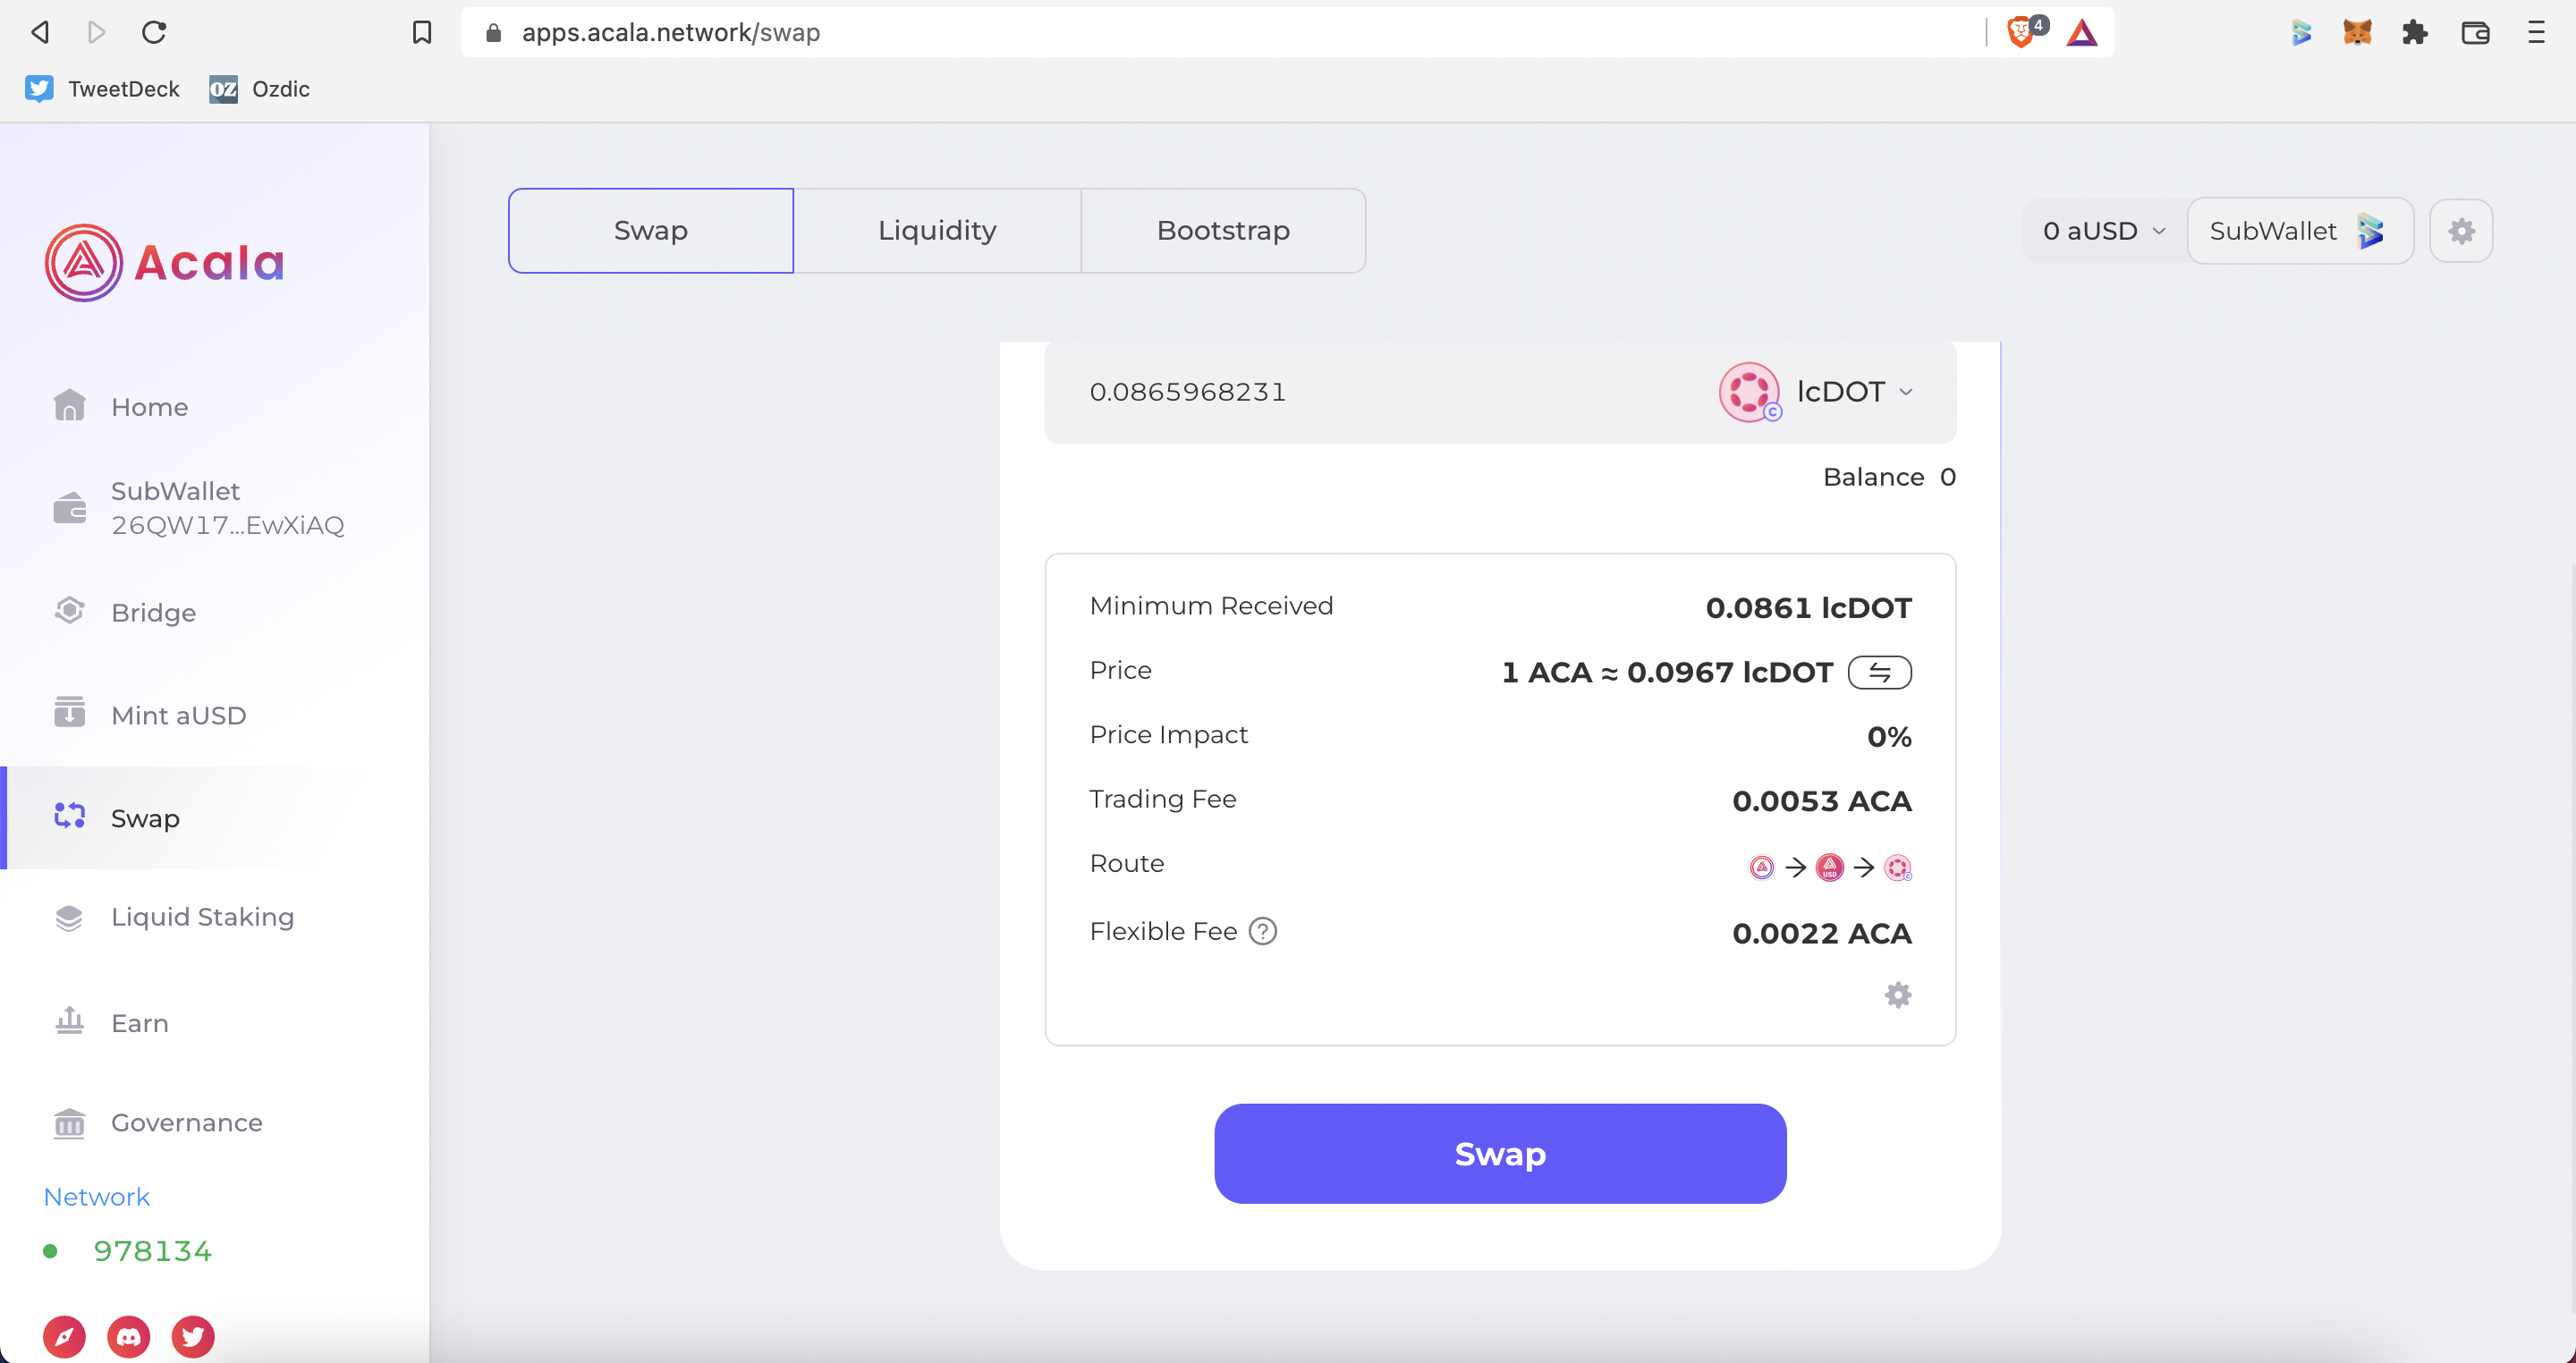 apps.acala.network/swap
4
TweetDeck
OZ
Ozdic
Acala
Home
SubWallet
26QW17...EwXiAQ
Bridge
Mint aUSD
Swap
Liquid Staking
Earn
Governance
Network
978134
Swap
Liquidity
Bootstrap
0 aUSD
SubWallet
0.0865968231
C
lcDOT
Balance 0
Minimum Received
0.0861 lcDOT
Price
1 ACA ≈ 0.0967 lcDOT
Price Impact
0%
Trading Fee
0.0053 ACA
Route
USD
Flexible Fee ?
0.0022 ACA
Swap